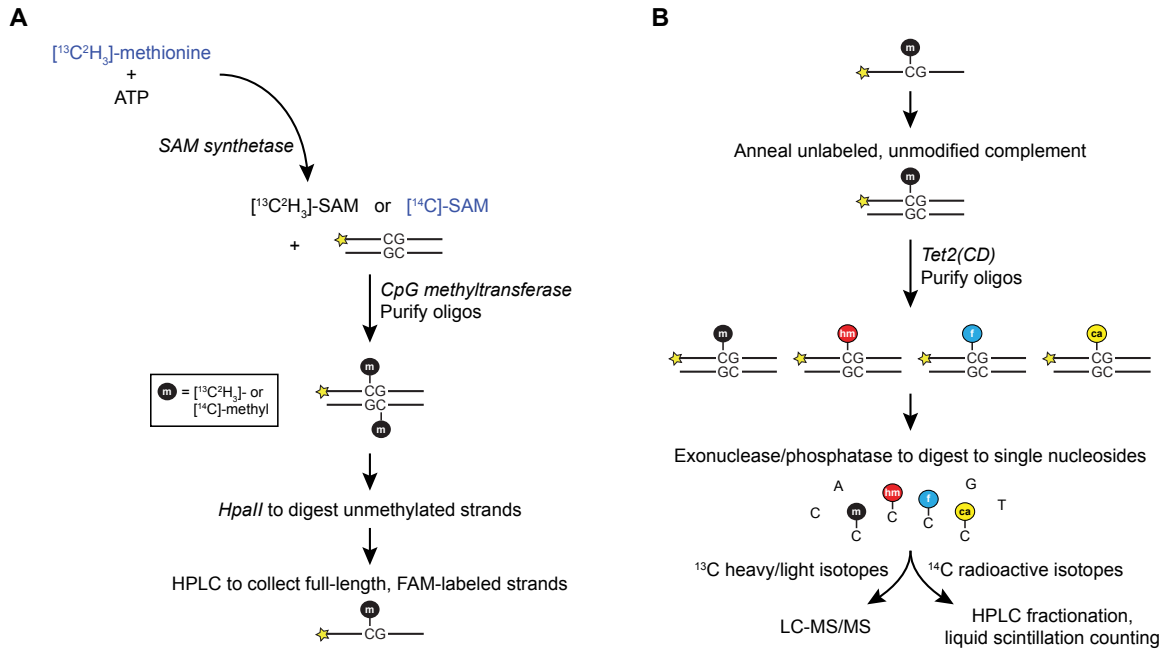 A
[¹³C²H₃]-methionine
+
ATP
SAM synthetase
[¹³C²H₃]-SAM or [¹⁴C]-SAM
+
CG
GC
CpG methyltransferase
Purify oligos
m
CG
GC
m
m = [¹³C²H₃]- or
[¹⁴C]-methyl
HpaII to digest unmethylated strands
HPLC to collect full-length, FAM-labeled strands
m
CG
B
m
CG
Anneal unlabeled, unmodified complement
m
CG
GC
Tet2(CD)
Purify oligos
m hm f ca
CG CG CG CG
GC GC GC GC
Exonuclease/phosphatase to digest to single nucleosides
A hm f G
C m C C ca T
C C
¹³C heavy/light isotopes ¹⁴C radioactive isotopes
LC-MS/MS
HPLC fractionation,
liquid scintillation counting